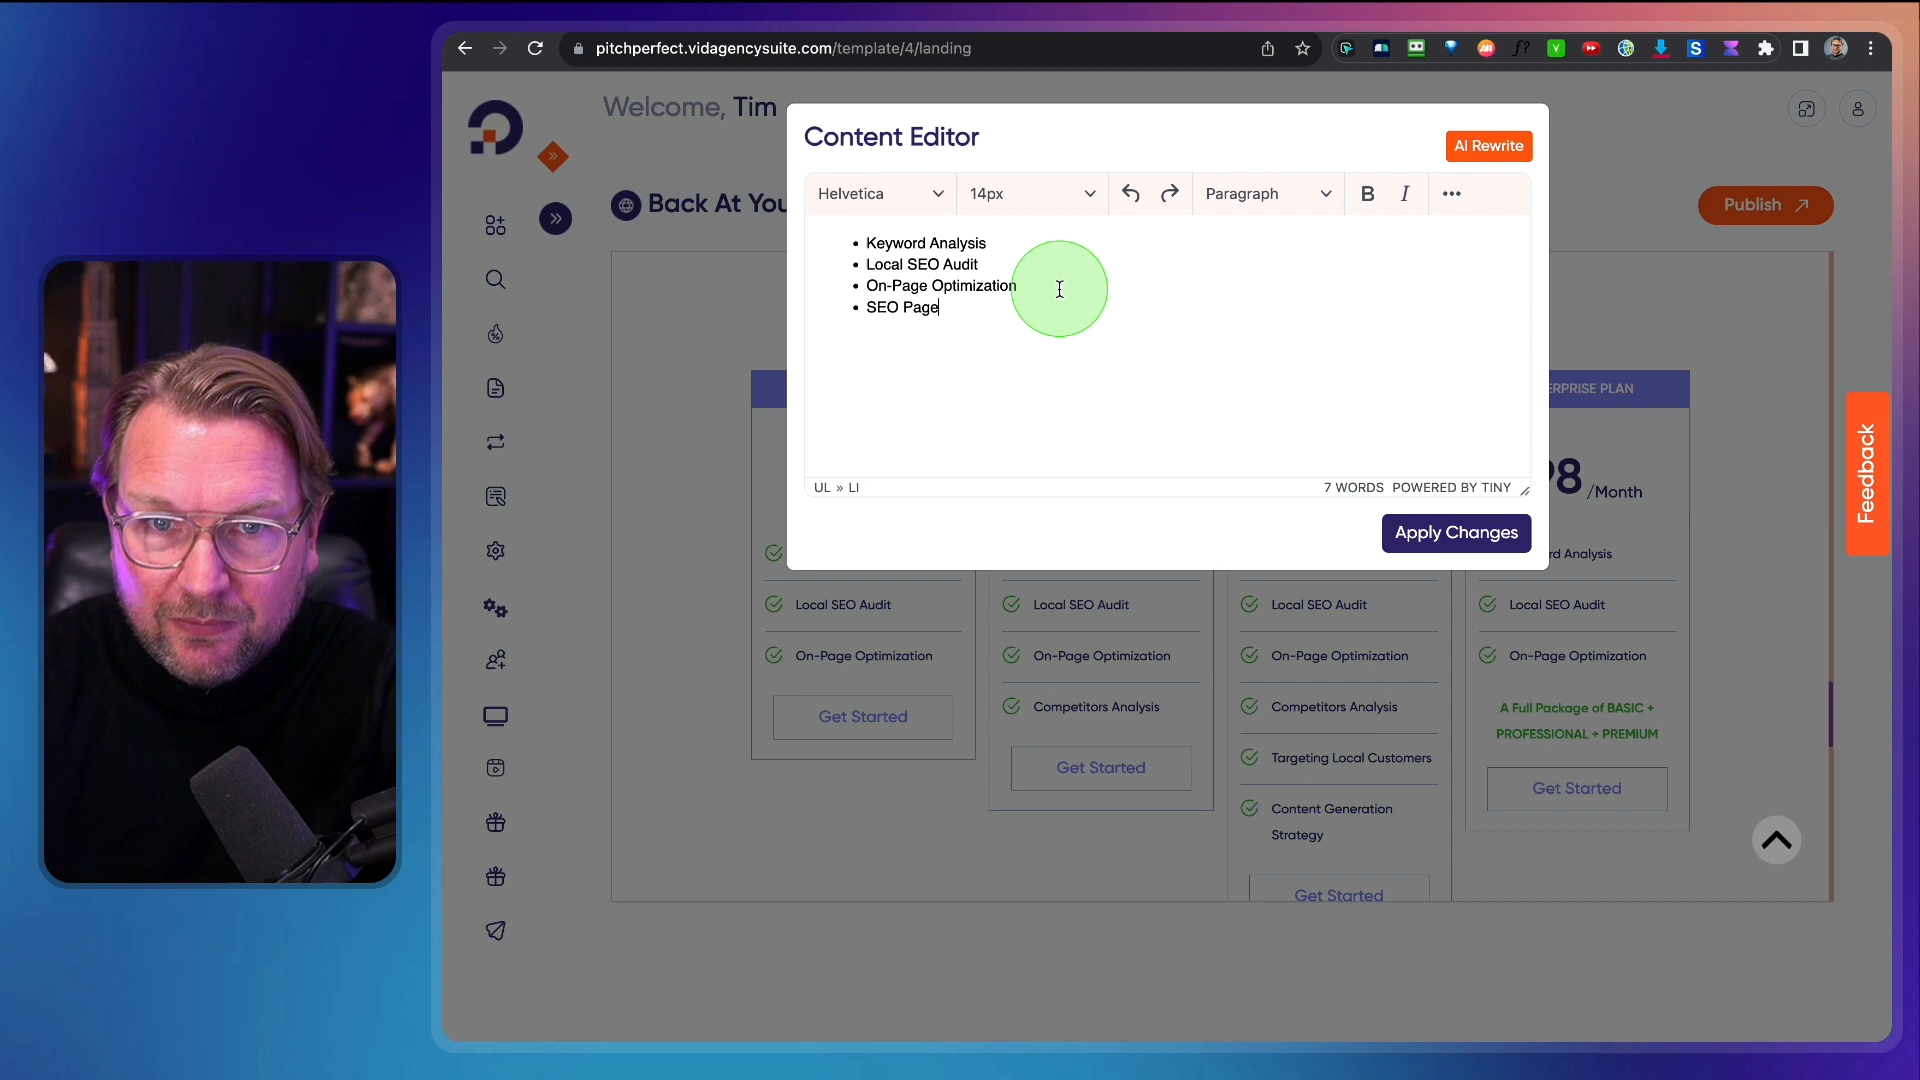 pitchperfect.vidagencysuite.com/template/4/landing
Welcome, Tim
Content Editor
AI Rewrite
Helvetica
14px
Paragraph
B I
Back At You
Publish
• Keyword Analysis
• Local SEO Audit
• On-Page Optimization
• SEO Page
UL » LI
7 WORDS POWERED BY TINY
Apply Changes
ERPRISE PLAN
98 /Month
rd Analysis
Feedback
Local SEO Audit
On-Page Optimization
Get Started
Local SEO Audit
On-Page Optimization
Competitors Analysis
Get Started
Local SEO Audit
On-Page Optimization
Competitors Analysis
Targeting Local Customers
Content Generation
Strategy
Get Started
Local SEO Audit
On-Page Optimization
A Full Package of BASIC +
PROFESSIONAL + PREMIUM
Get Started